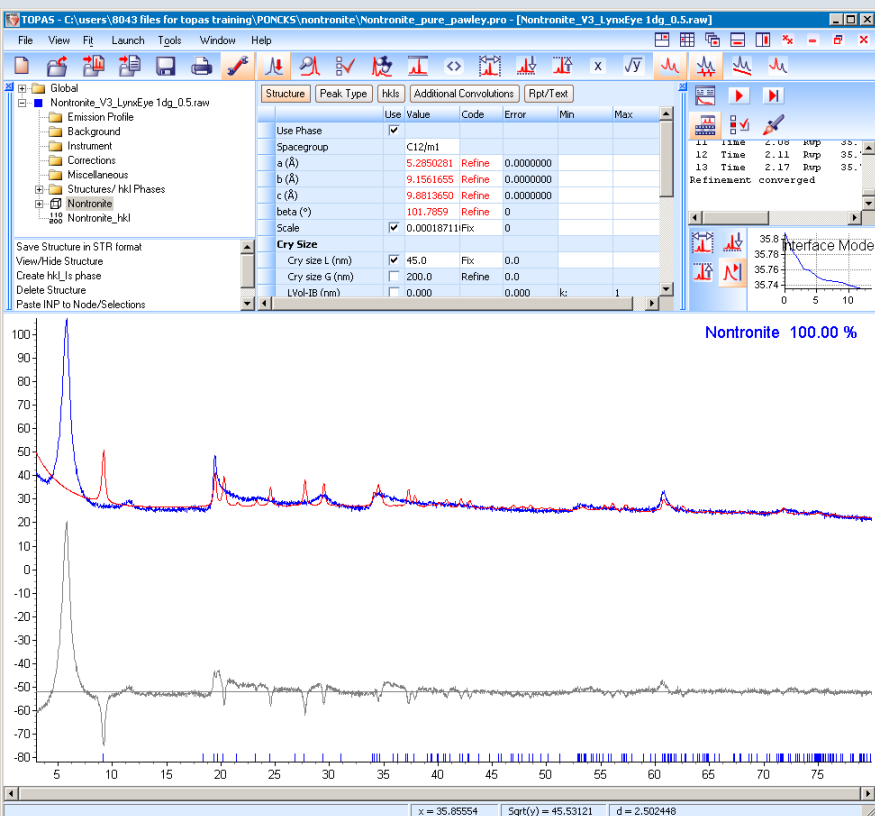 TOPAS - C:\users\8043 files for topas training\PONCKS\nontronite\Nontronite_pure_pawley.pro - [Nontronite_V3_LynxEye 1dg_0.5.raw]
File View Fit Launch Tools Window Help
Global
Nontronite_V3_LynxEye 1dg_0.5.raw
Emission Profile
Background
Instrument
Corrections
Miscellaneous
Structures/ hkl Phases
Nontronite
Nontronite_hkl
Save Structure in STR format
View/Hide Structure
Create hkl_Is phase
Delete Structure
Paste INP to Node/Selections
Structure Peak Type hkls Additional Convolutions Rpt/Text
Use Value Code Error Min Max
Use Phase
Spacegroup C12/m1
a (Å) 5.2850281 Refine 0.0000000
b (Å) 9.1561655 Refine 0.0000000
c (Å) 9.8813650 Refine 0.0000000
beta (°) 101.7859 Refine 0
Scale 0.00018711 Fix 0
Cry Size
Cry size L (nm) 45.0 Fix 0.0
Cry size G (nm) 200.0 Refine 0.0
LVol-IB (nm) 0.000 0.000 k: 1
11 Time 2.08 Rwp 35.
12 Time 2.11 Rwp 35.
13 Time 2.17 Rwp 35.
Refinement converged
Interface Mode
35.8
35.78
35.76
35.74
0 5 10
Nontronite 100.00 %
100
90
80
70
60
50
40
30
20
10
0
-10
-20
-30
-40
-50
-60
-70
-80
5 10 15 20 25 30 35 40 45 50 55 60 65 70 75
x = 35.85554 Sqrt(y) = 45.53121 d = 2.502448